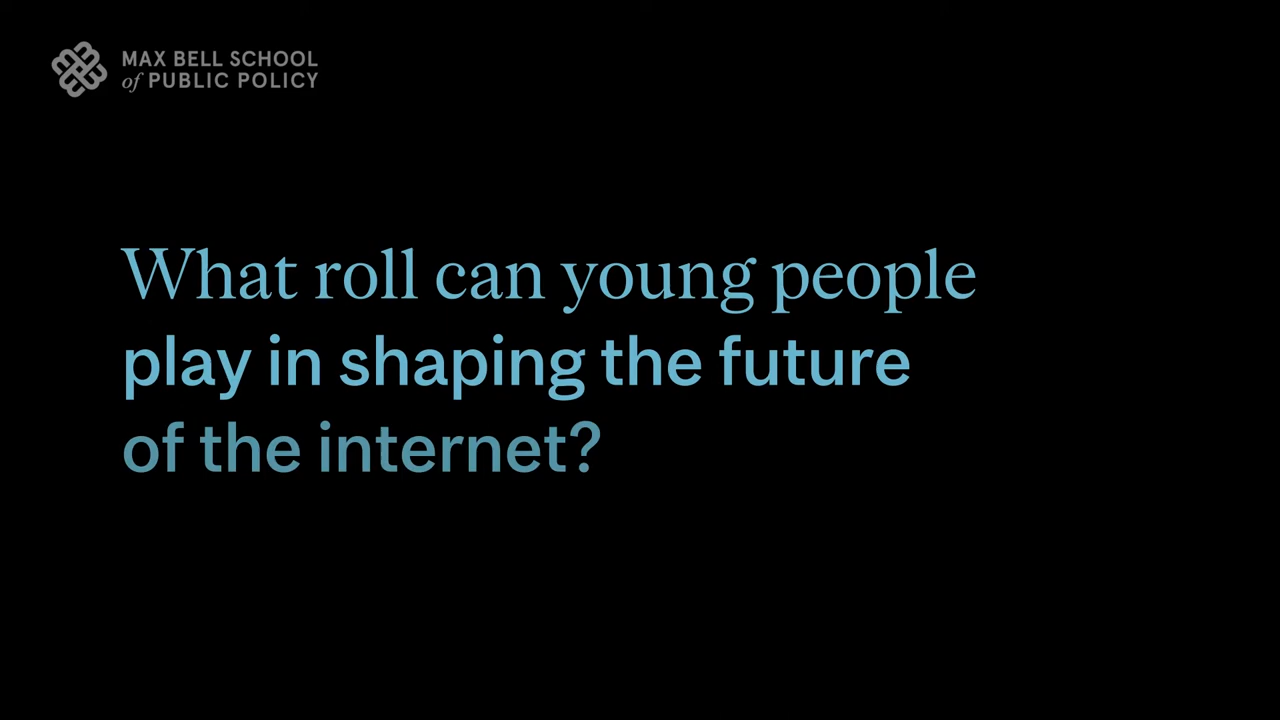 MAX BELL SCHOOL
of PUBLIC POLICY
What roll can young people
play in shaping the future
of the internet?